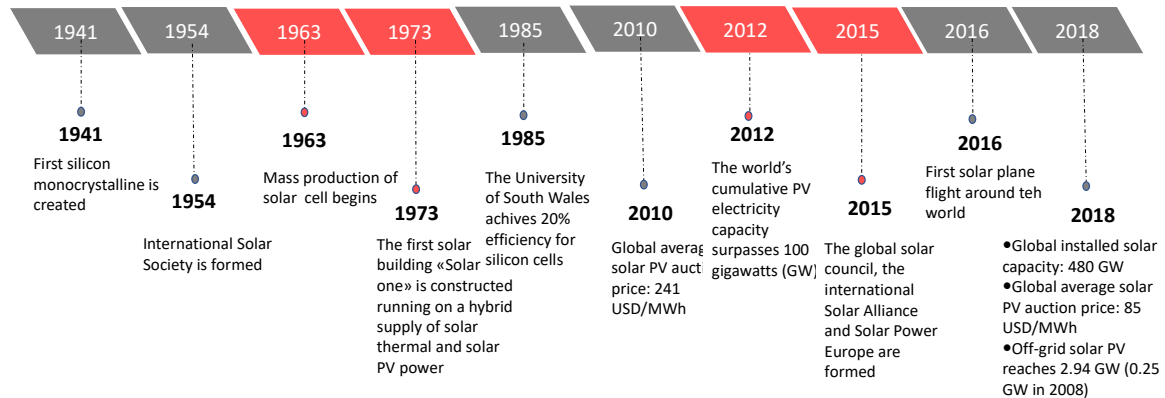 1941 1954 1963 1973 1985 2010 2012 2015 2016 2018
1941
First silicon
monocrystalline is
created
1954
International Solar
Society is formed
1963
Mass production of
solar cell begins
1973
The first solar
building «Solar
one» is constructed
running on a hybrid
supply of solar
thermal and solar
PV power
1985
The University
of South Wales
achives 20%
efficiency for
silicon cells
2010
Global average
solar PV aucti
price: 241
USD/MWh
2012
The world's
cumulative PV
electricity
capacity
surpasses 100
gigawatts (GW)
2015
The global solar
council, the
international
Solar Alliance
and Solar Power
Europe are
formed
2016
First solar plane
flight around teh
world
2018
●Global installed solar
capacity: 480 GW
●Global average solar
PV auction price: 85
USD/MWh
●Off-grid solar PV
reaches 2.94 GW (0.25
GW in 2008)